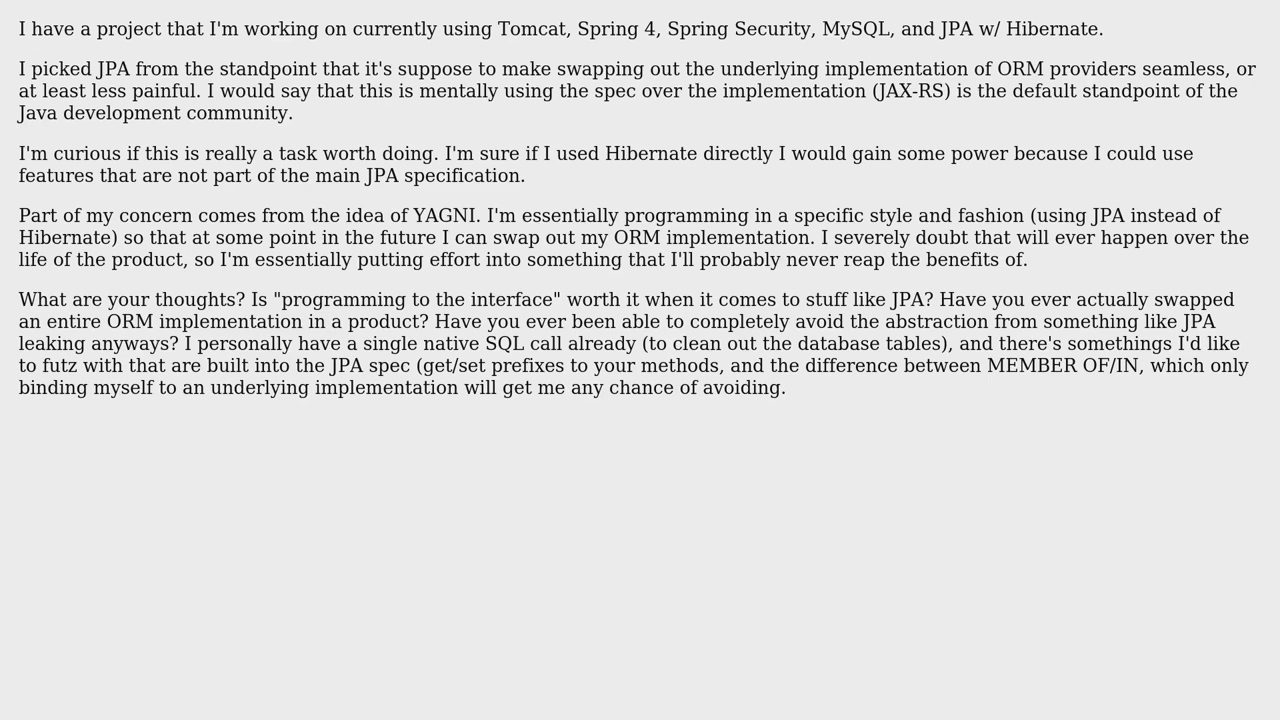 I have a project that I'm working on currently using Tomcat, Spring 4, Spring Security, MySQL, and JPA w/ Hibernate.
I picked JPA from the standpoint that it's suppose to make swapping out the underlying implementation of ORM providers seamless, or
at least less painful. I would say that this is mentally using the spec over the implementation (JAX-RS) is the default standpoint of the
Java development community.
I'm curious if this is really a task worth doing. I'm sure if I used Hibernate directly I would gain some power because I could use
features that are not part of the main JPA specification.
Part of my concern comes from the idea of YAGNI. I'm essentially programming in a specific style and fashion (using JPA instead of
Hibernate) so that at some point in the future I can swap out my ORM implementation. I severely doubt that will ever happen over the
life of the product, so I'm essentially putting effort into something that I'll probably never reap the benefits of.
What are your thoughts? Is "programming to the interface" worth it when it comes to stuff like JPA? Have you ever actually swapped
an entire ORM implementation in a product? Have you ever been able to completely avoid the abstraction from something like JPA
leaking anyways? I personally have a single native SQL call already (to clean out the database tables), and there's somethings I'd like
to futz with that are built into the JPA spec (get/set prefixes to your methods, and the difference between MEMBER OF/IN, which only
binding myself to an underlying implementation will get me any chance of avoiding.